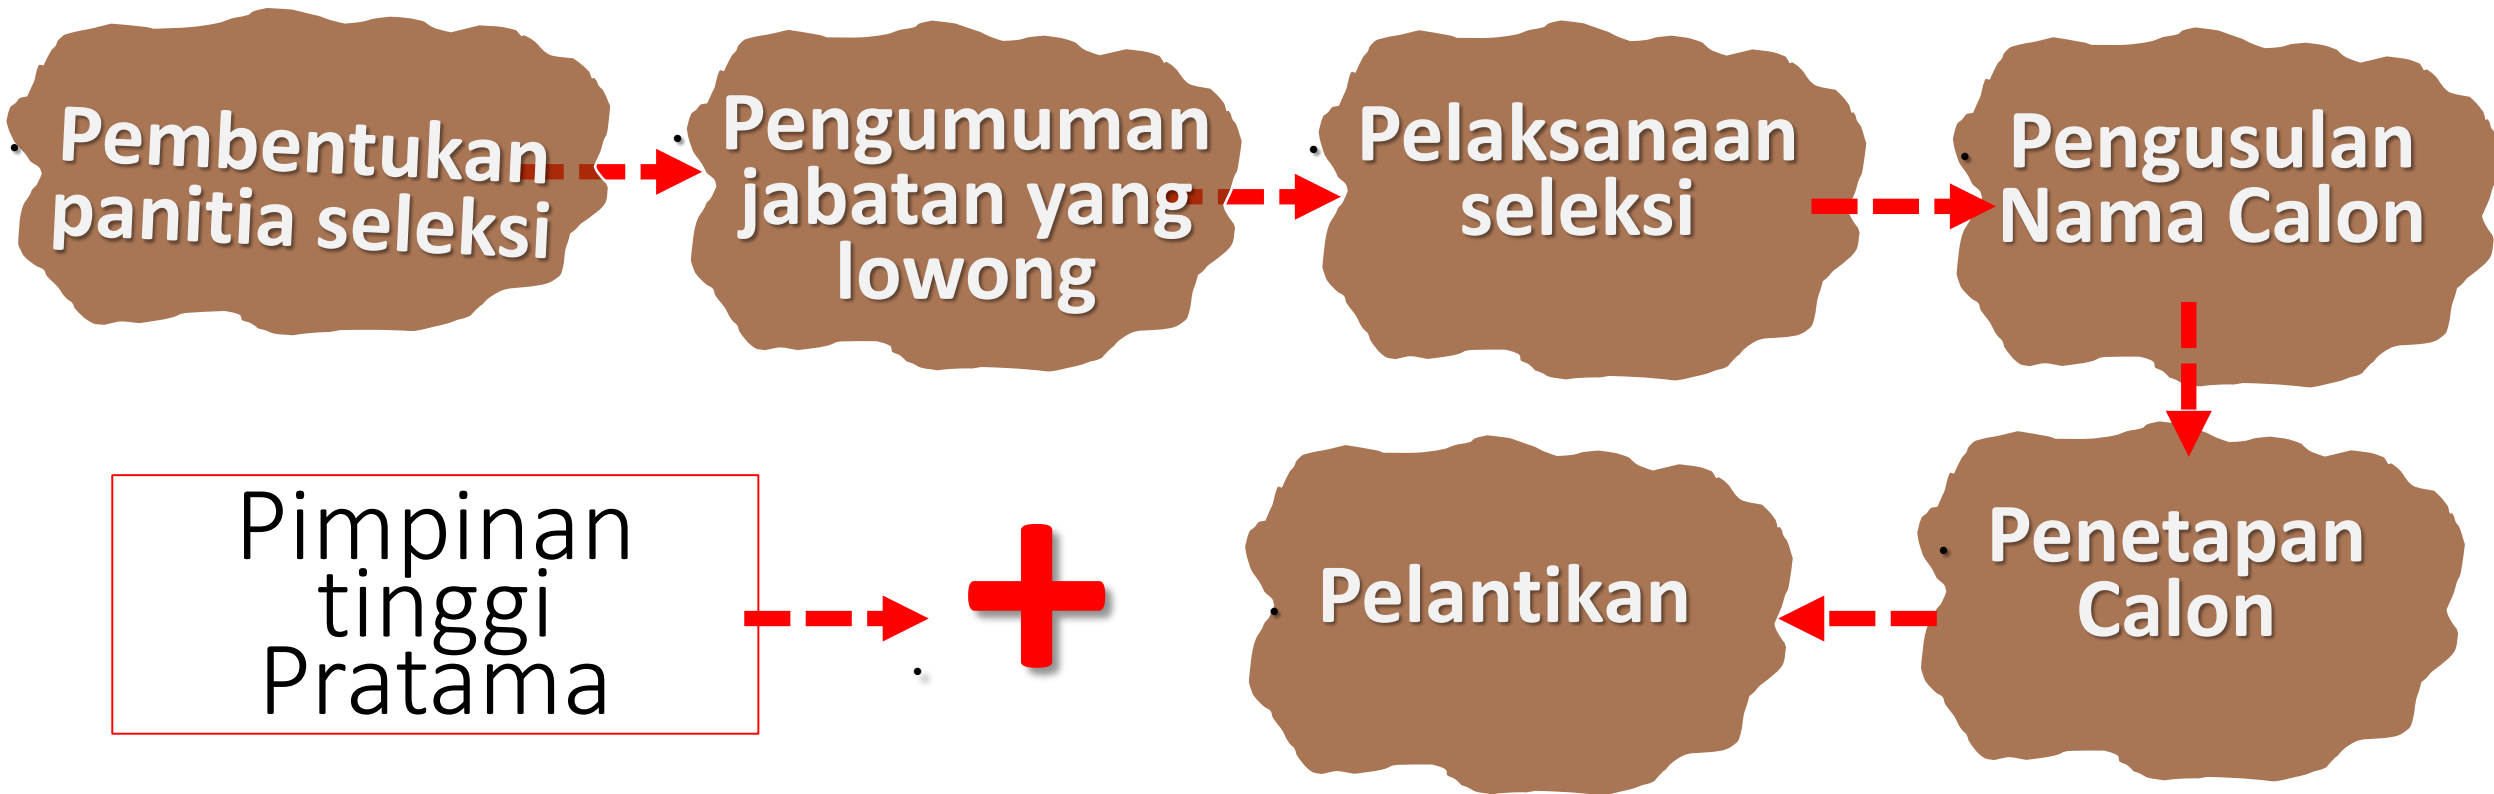 • Pembentukan
panitia seleksi
• Pengumuman
jabatan yang
lowong
• Pelaksanaan
seleksi
• Pengusulan
Nama calon
• Penetapan
Calon
• Pelantikan
Pimpinan
tinggi
Pratama
• +